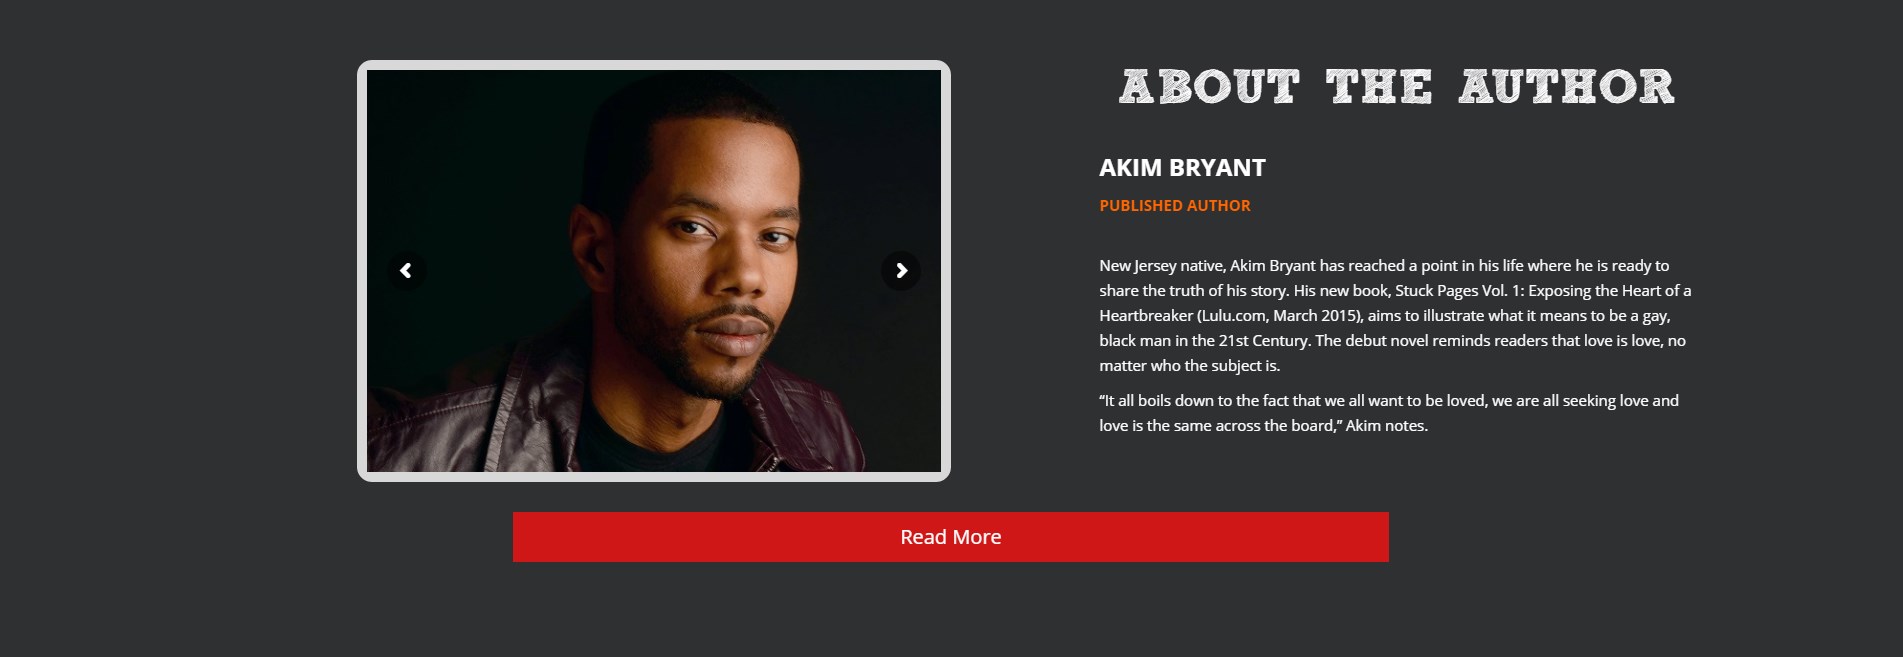 ABOUT THE AUTHOR
AKIM BRYANT
PUBLISHED AUTHOR
New Jersey native, Akim Bryant has reached a point in his life where he is ready to
share the truth of his story. His new book, Stuck Pages Vol. 1: Exposing the Heart of a
Heartbreaker (Lulu.com, March 2015), aims to illustrate what it means to be a gay,
black man in the 21st Century. The debut novel reminds readers that love is love, no
matter who the subject is.
“It all boils down to the fact that we all want to be loved, we are all seeking love and
love is the same across the board,” Akim notes.
Read More